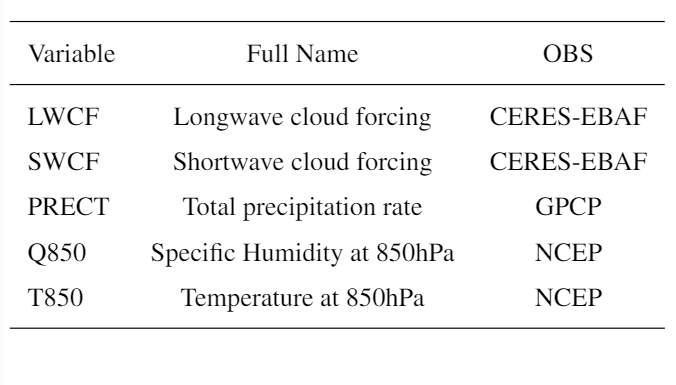 Variable Full Name OBS
LWCF Longwave cloud forcing CERES-EBAF
SWCF Shortwave cloud forcing CERES-EBAF
PRECT Total precipitation rate GPCP
Q850 Specific Humidity at 850hPa NCEP
T850 Temperature at 850hPa NCEP